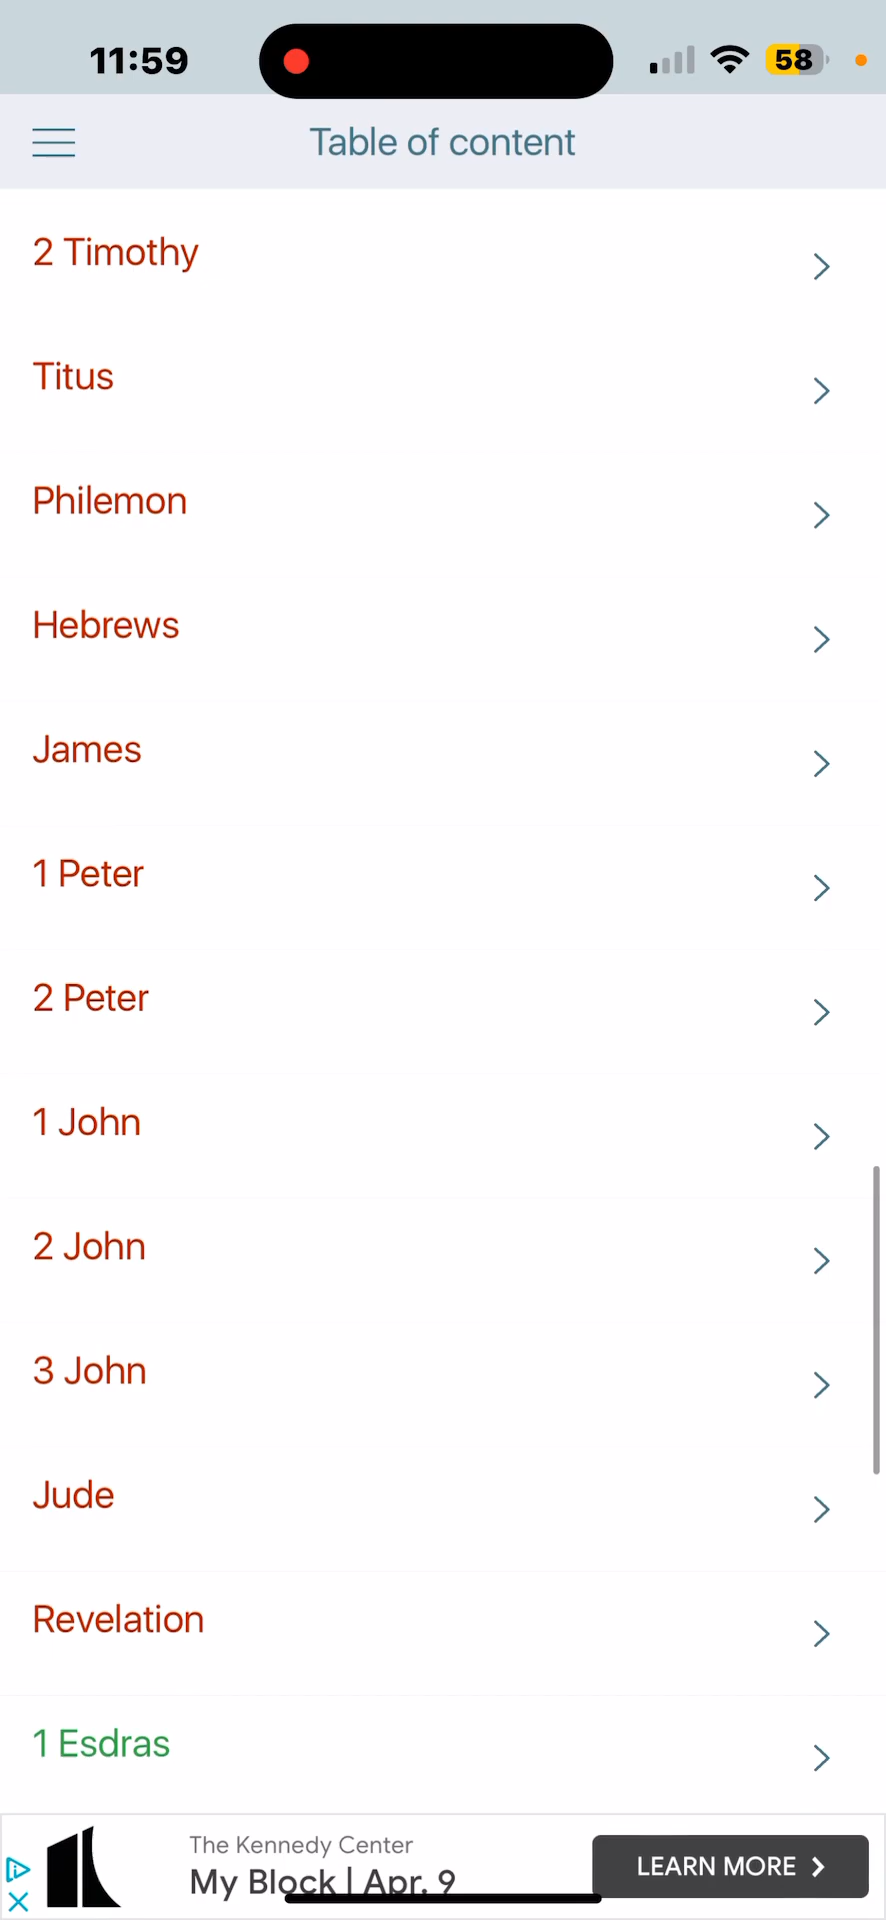 11:59
58
Table of content
2 Timothy
Titus
Philemon
Hebrews
James
1 Peter
2 Peter
1 John
2 John
3 John
Jude
Revelation
1 Esdras
The Kennedy Center
My Block | Apr. 9
LEARN MORE